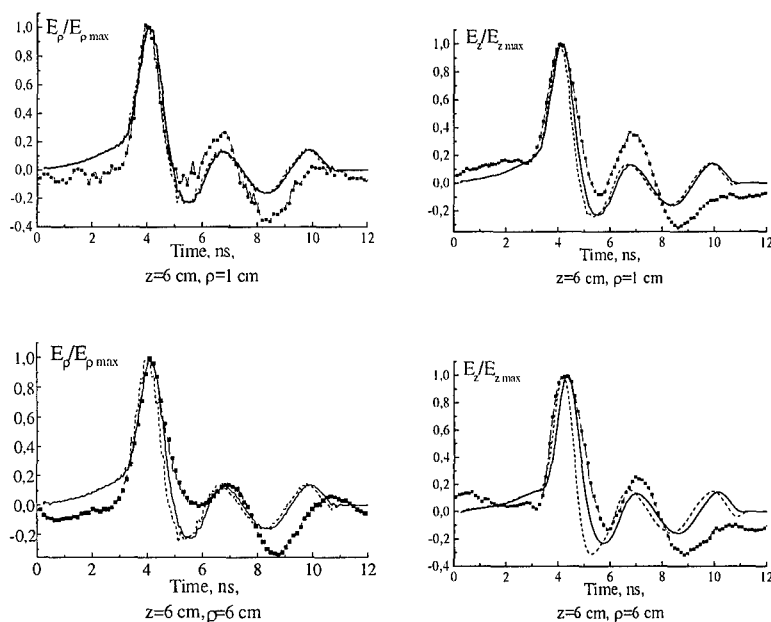 E_ρ/E_ρ max
1,0
0,8
0,6
0,4
0,2
0,0
-0,2
-0,4
0 2 4 6 8 10 12
Time, ns,
z=6 cm, ρ=1 cm
E_z/E_z max
1,0
0,8
0,6
0,4
0,2
0,0
-0,2
0 2 4 6 8 10 12
Time, ns,
z=6 cm, ρ=1 cm
E_ρ/E_ρ max
1,0
0,8
0,6
0,4
0,2
0,0
-0,2
0 2 4 6 8 10 12
Time, ns,
z=6 cm, ρ=6 cm
E_z/E_z max
1,0
0,8
0,6
0,4
0,2
0,0
-0,2
-0,4
0 2 4 6 8 10 12
Time, ns,
z=6 cm, ρ=6 cm